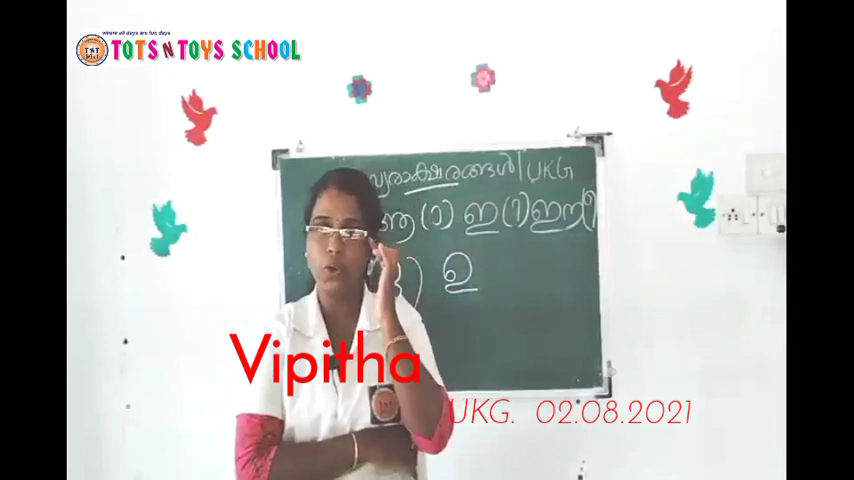 where all days are fun days
TOTS N TOYS SCHOOL
സ്വരാക്ഷരങ്ങൾ | UKG
ആ (ാ) ഇ (ി) ഈ
ഉ
Vipitha
UKG. 02.08.2021